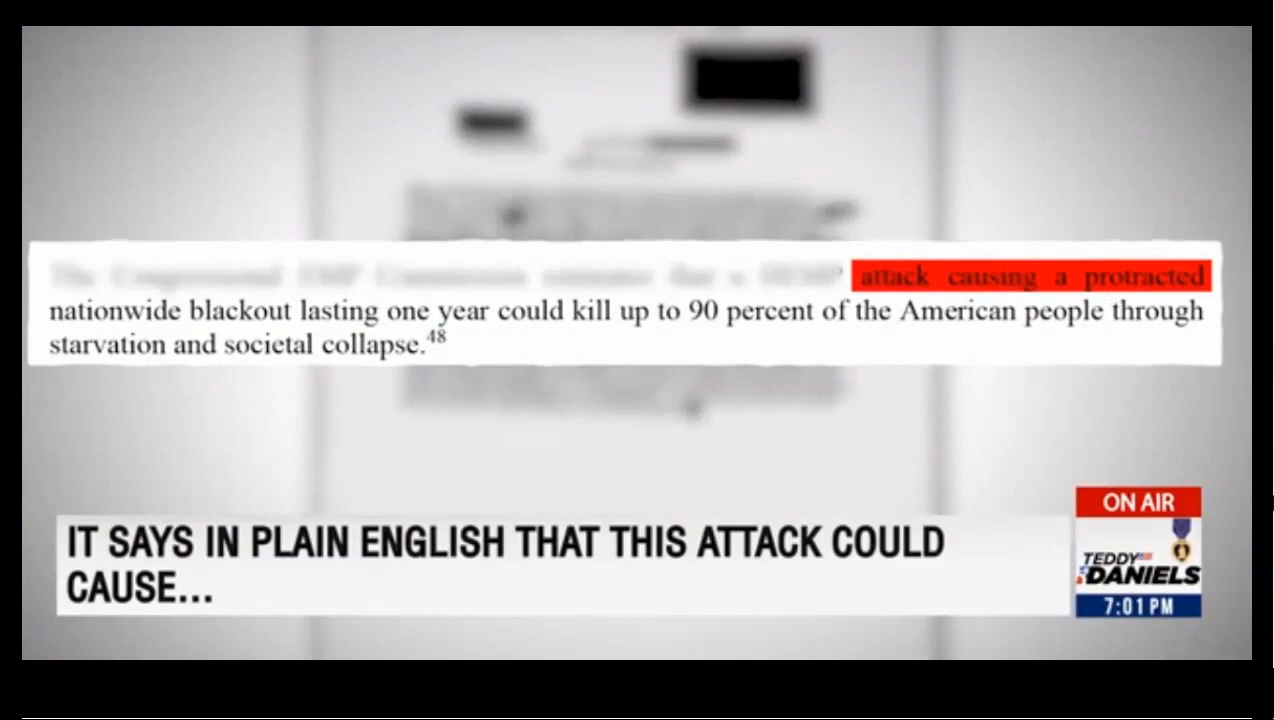 attack causing a protracted
nationwide blackout lasting one year could kill up to 90 percent of the American people through
starvation and societal collapse.48
IT SAYS IN PLAIN ENGLISH THAT THIS ATTACK COULD
CAUSE...
ON AIR
TEDDY
DANIELS
7:01 PM